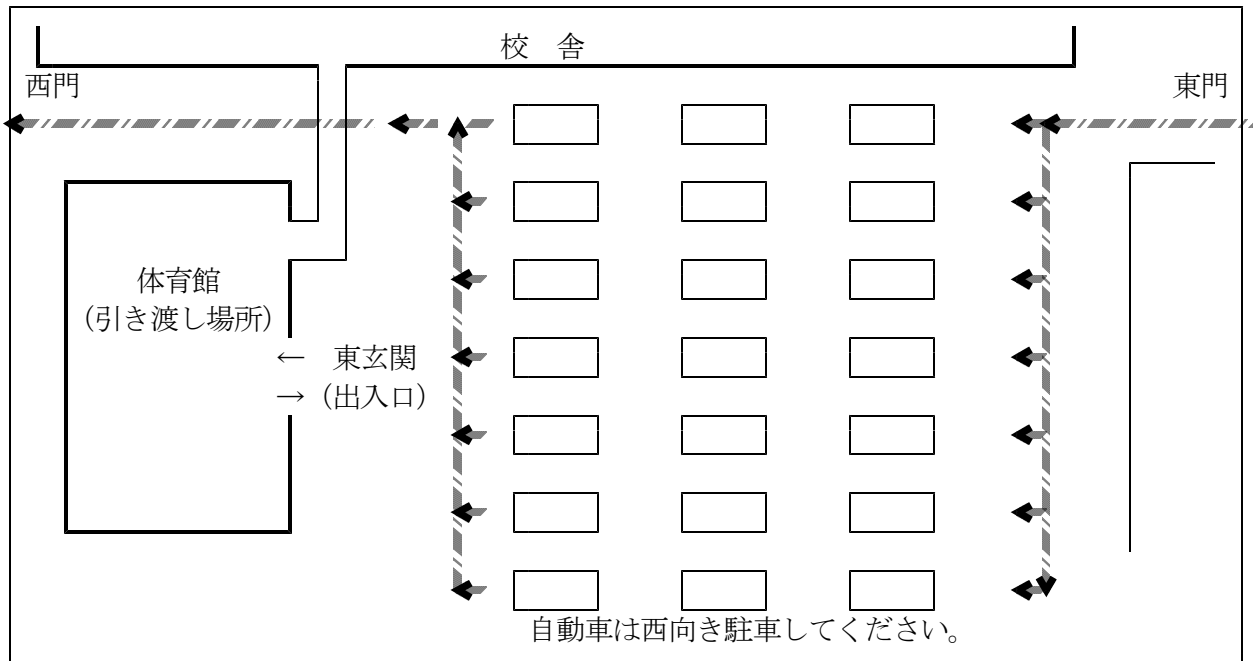 校　舎
西門
東門
体育館
(引き渡し場所)
←　東玄関
→（出入口）
自動車は西向き駐車してください。